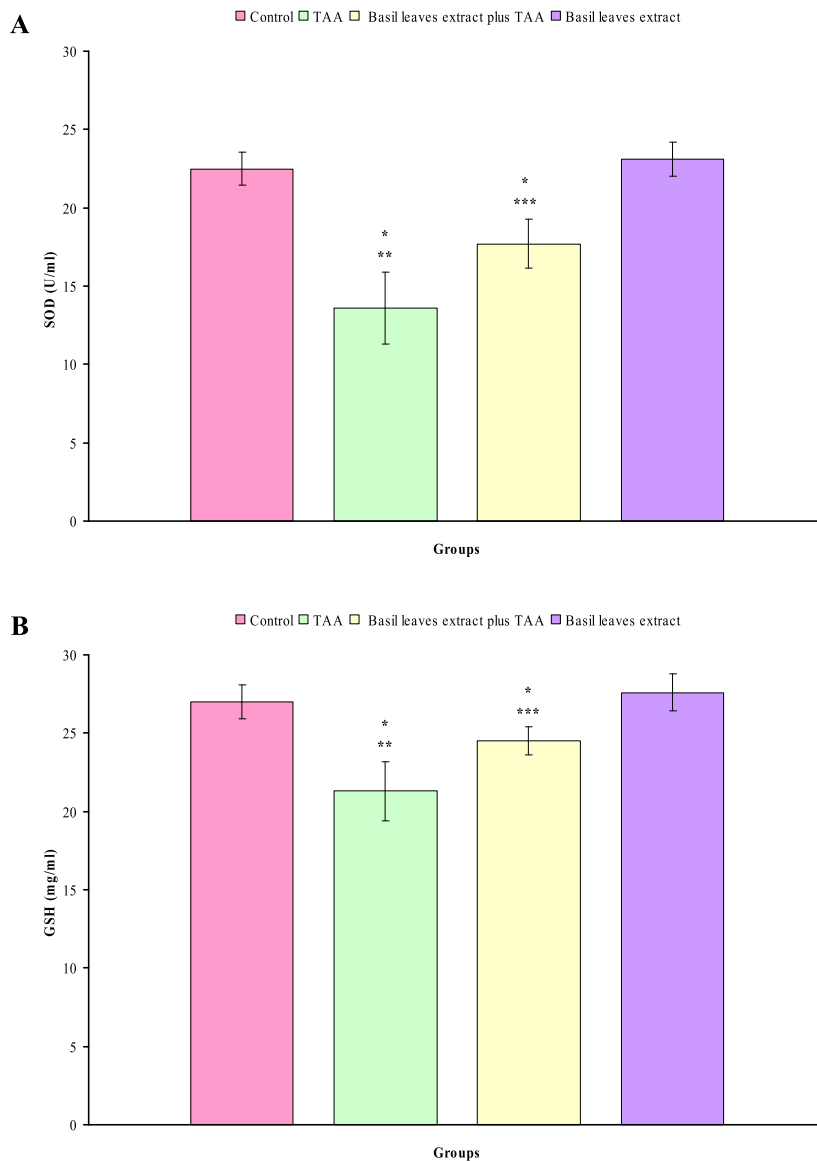 A
Control TAA Basil leaves extract plus TAA Basil leaves extract
30
25
20
15
10
5
0
SOD (U/ml)
*
**
*
***
Groups
B
Control TAA Basil leaves extract plus TAA Basil leaves extract
30
25
20
15
10
5
0
GSH (mg/ml)
*
**
*
***
Groups